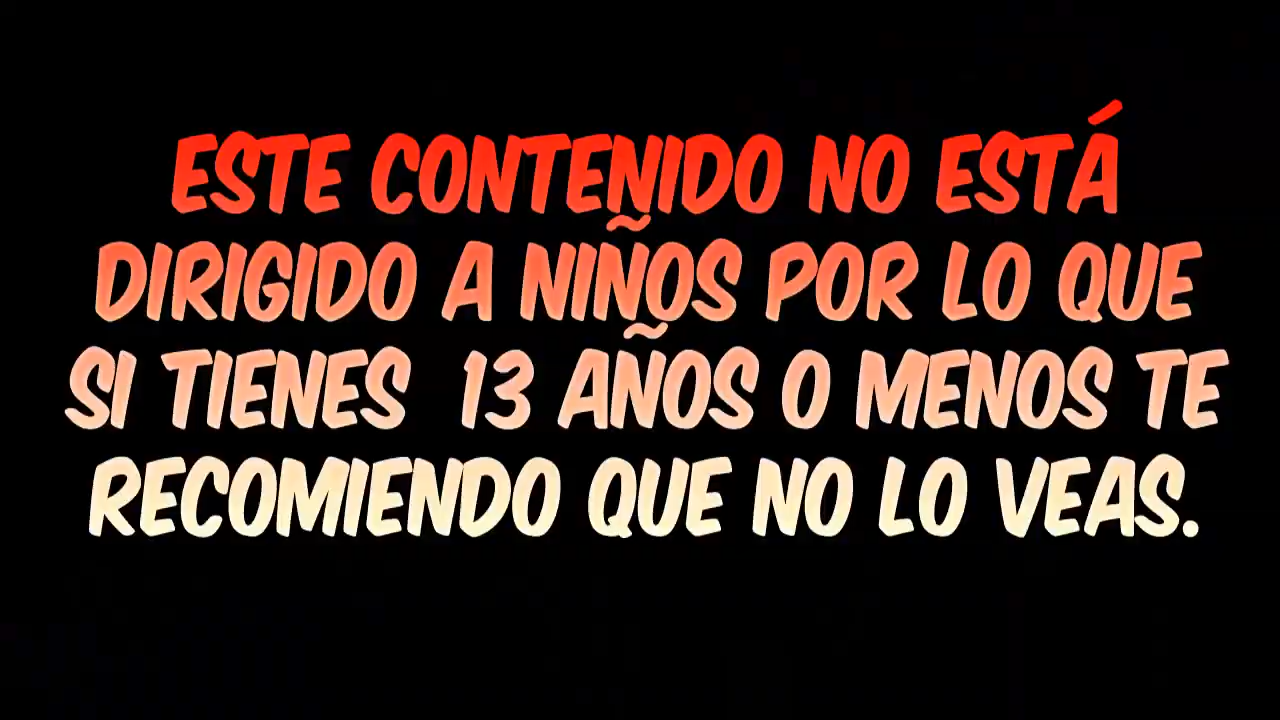 ESTE CONTENIDO NO ESTÁ
DIRIGIDO A NIÑOS POR LO QUE
SI TIENES 13 AÑOS O MENOS TE
RECOMIENDO QUE NO LO VEAS.